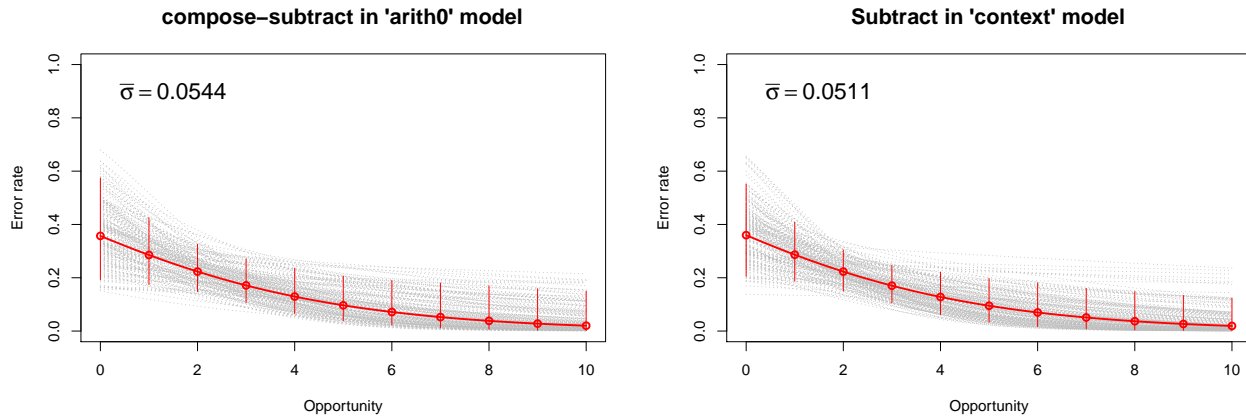 compose−subtract in 'arith0' model
σ̅ = 0.0544
Error rate
1.0
0.8
0.6
0.4
0.2
0.0
0 2 4 6 8 10
Opportunity
Subtract in 'context' model
σ̅ = 0.0511
Error rate
1.0
0.8
0.6
0.4
0.2
0.0
0 2 4 6 8 10
Opportunity